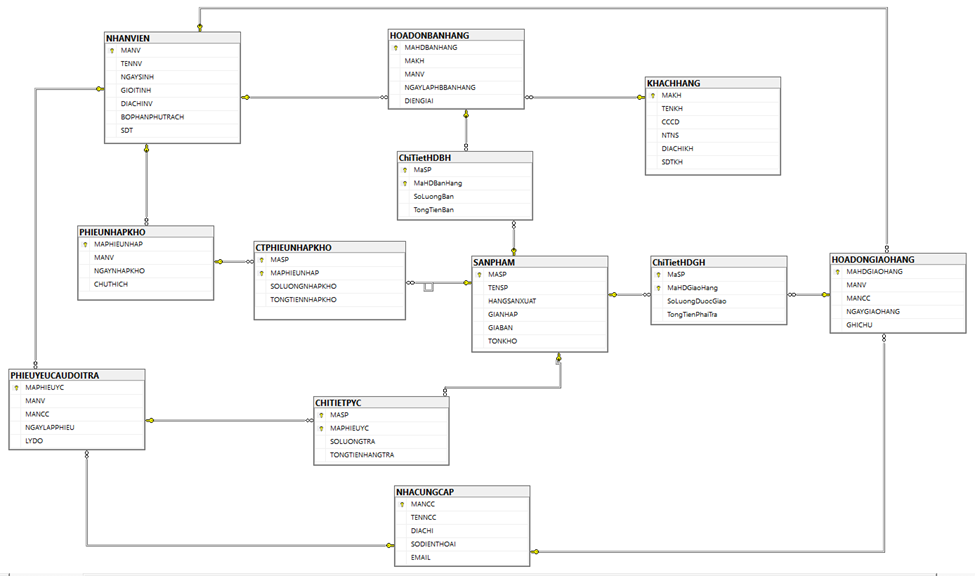 NHANVIEN
MANV
TENNV
NGAYSINH
GIOITINH
DIACHINV
BOPHANPHUTRACH
SDT
HOADONBANHANG
MAHDBANHANG
MAKH
MANV
NGAYLAPHBBANHANG
DIENGIAI
KHACHHANG
MAKH
TENKH
CCCD
NTNS
DIACHIKH
SDTKH
ChiTietHDBH
MaSP
MaHDBanHang
SoLuongBan
TongTienBan
PHIEUNHAPKHO
MAPHIEUNHAP
MANV
NGAYNHAPKHO
CHUTHICH
CTPHIEUNHAPKHO
MASP
MAPHIEUNHAP
SOLUONGNHAPKHO
TONGTIENNHAPKHO
SANPHAM
MASP
TENSP
HANGSANXUAT
GIANHAP
GIABAN
TONKHO
ChiTietHDGH
MaSP
MaHDGiaoHang
SoLuongDuocGiao
TongTienPhaiTra
HOADONGIAOHANG
MAHDGIAOHANG
MANV
MANCC
NGAYGIAOHANG
GHICHU
PHIEUYEUCAUDOITRA
MAPHIEUYC
MANV
MANCC
NGAYLAPPHIEU
LYDO
CHITIETPYC
MASP
MAPHIEUYC
SOLUONGTRA
TONGTIENHANGTRA
NHACUNGCAP
MANCC
TENNCC
DIACHI
SODIENTHOAI
EMAIL